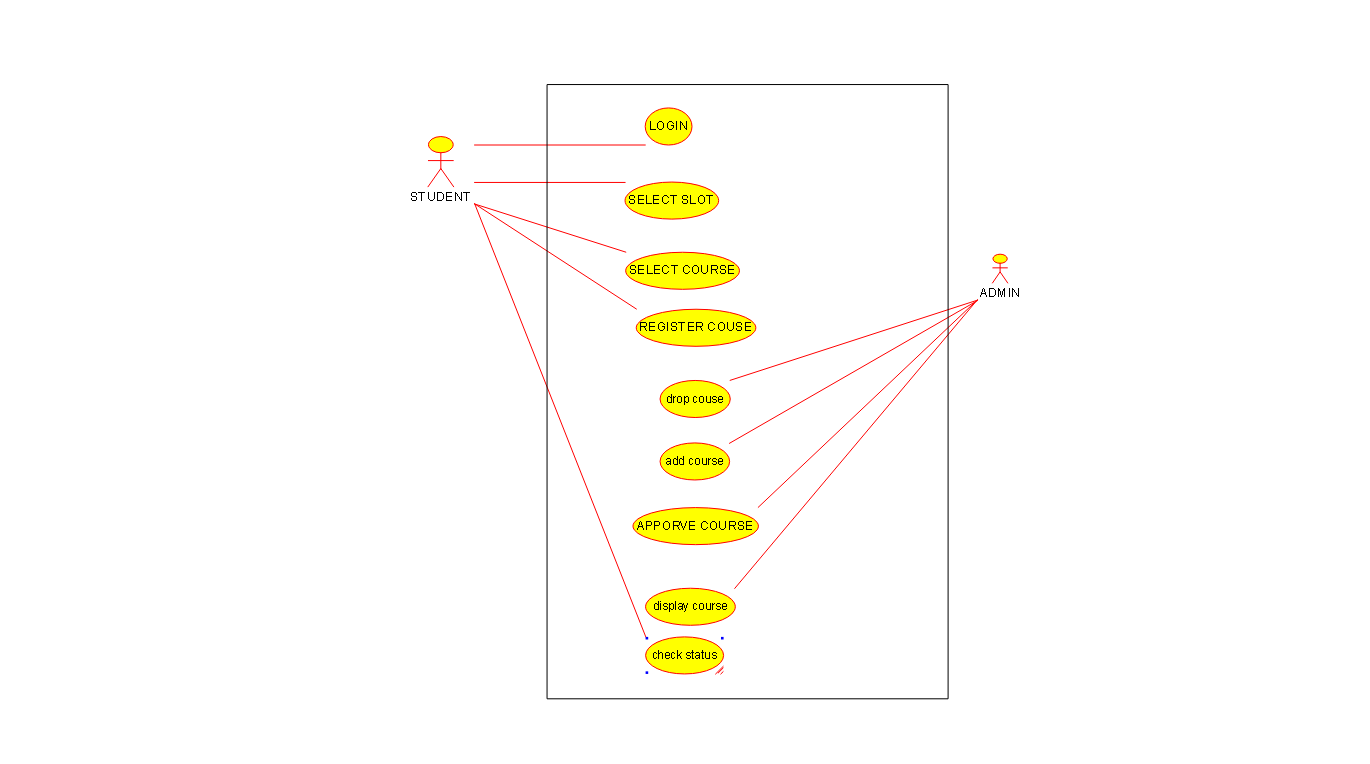 LOGIN
STUDENT
SELECT SLOT
SELECT COURSE
ADMIN
REGISTER COUSE
drop couse
add course
APPORVE COURSE
display course
check status